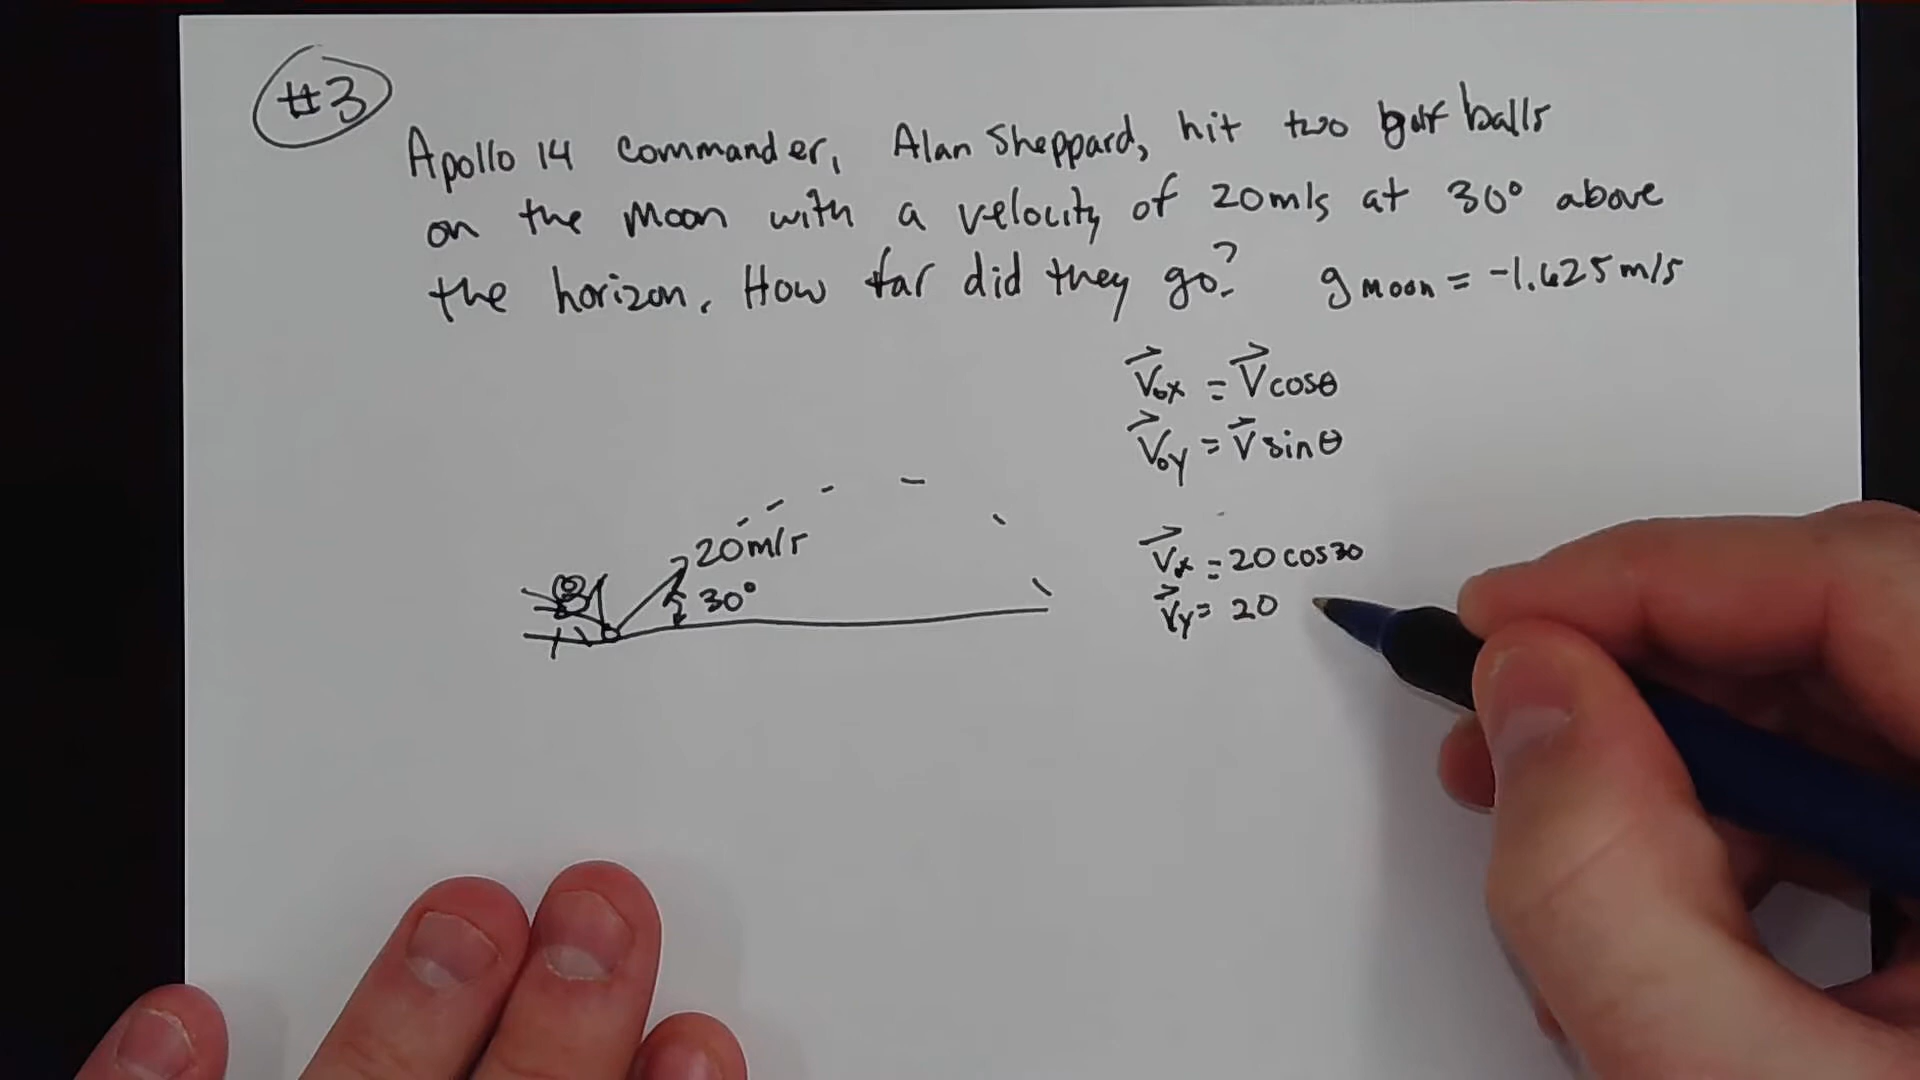 #3
Apollo 14 Commander, Alan Sheppard, hit two golf balls
on the moon with a velocity of 20m/s at 30° above
the horizon. How far did they go? g moon = -1.625 m/s
V⃗ox = V⃗ cosθ
V⃗oy = V⃗ sinθ
20m/s
30°
V⃗x = 20 cos30
V⃗y = 20